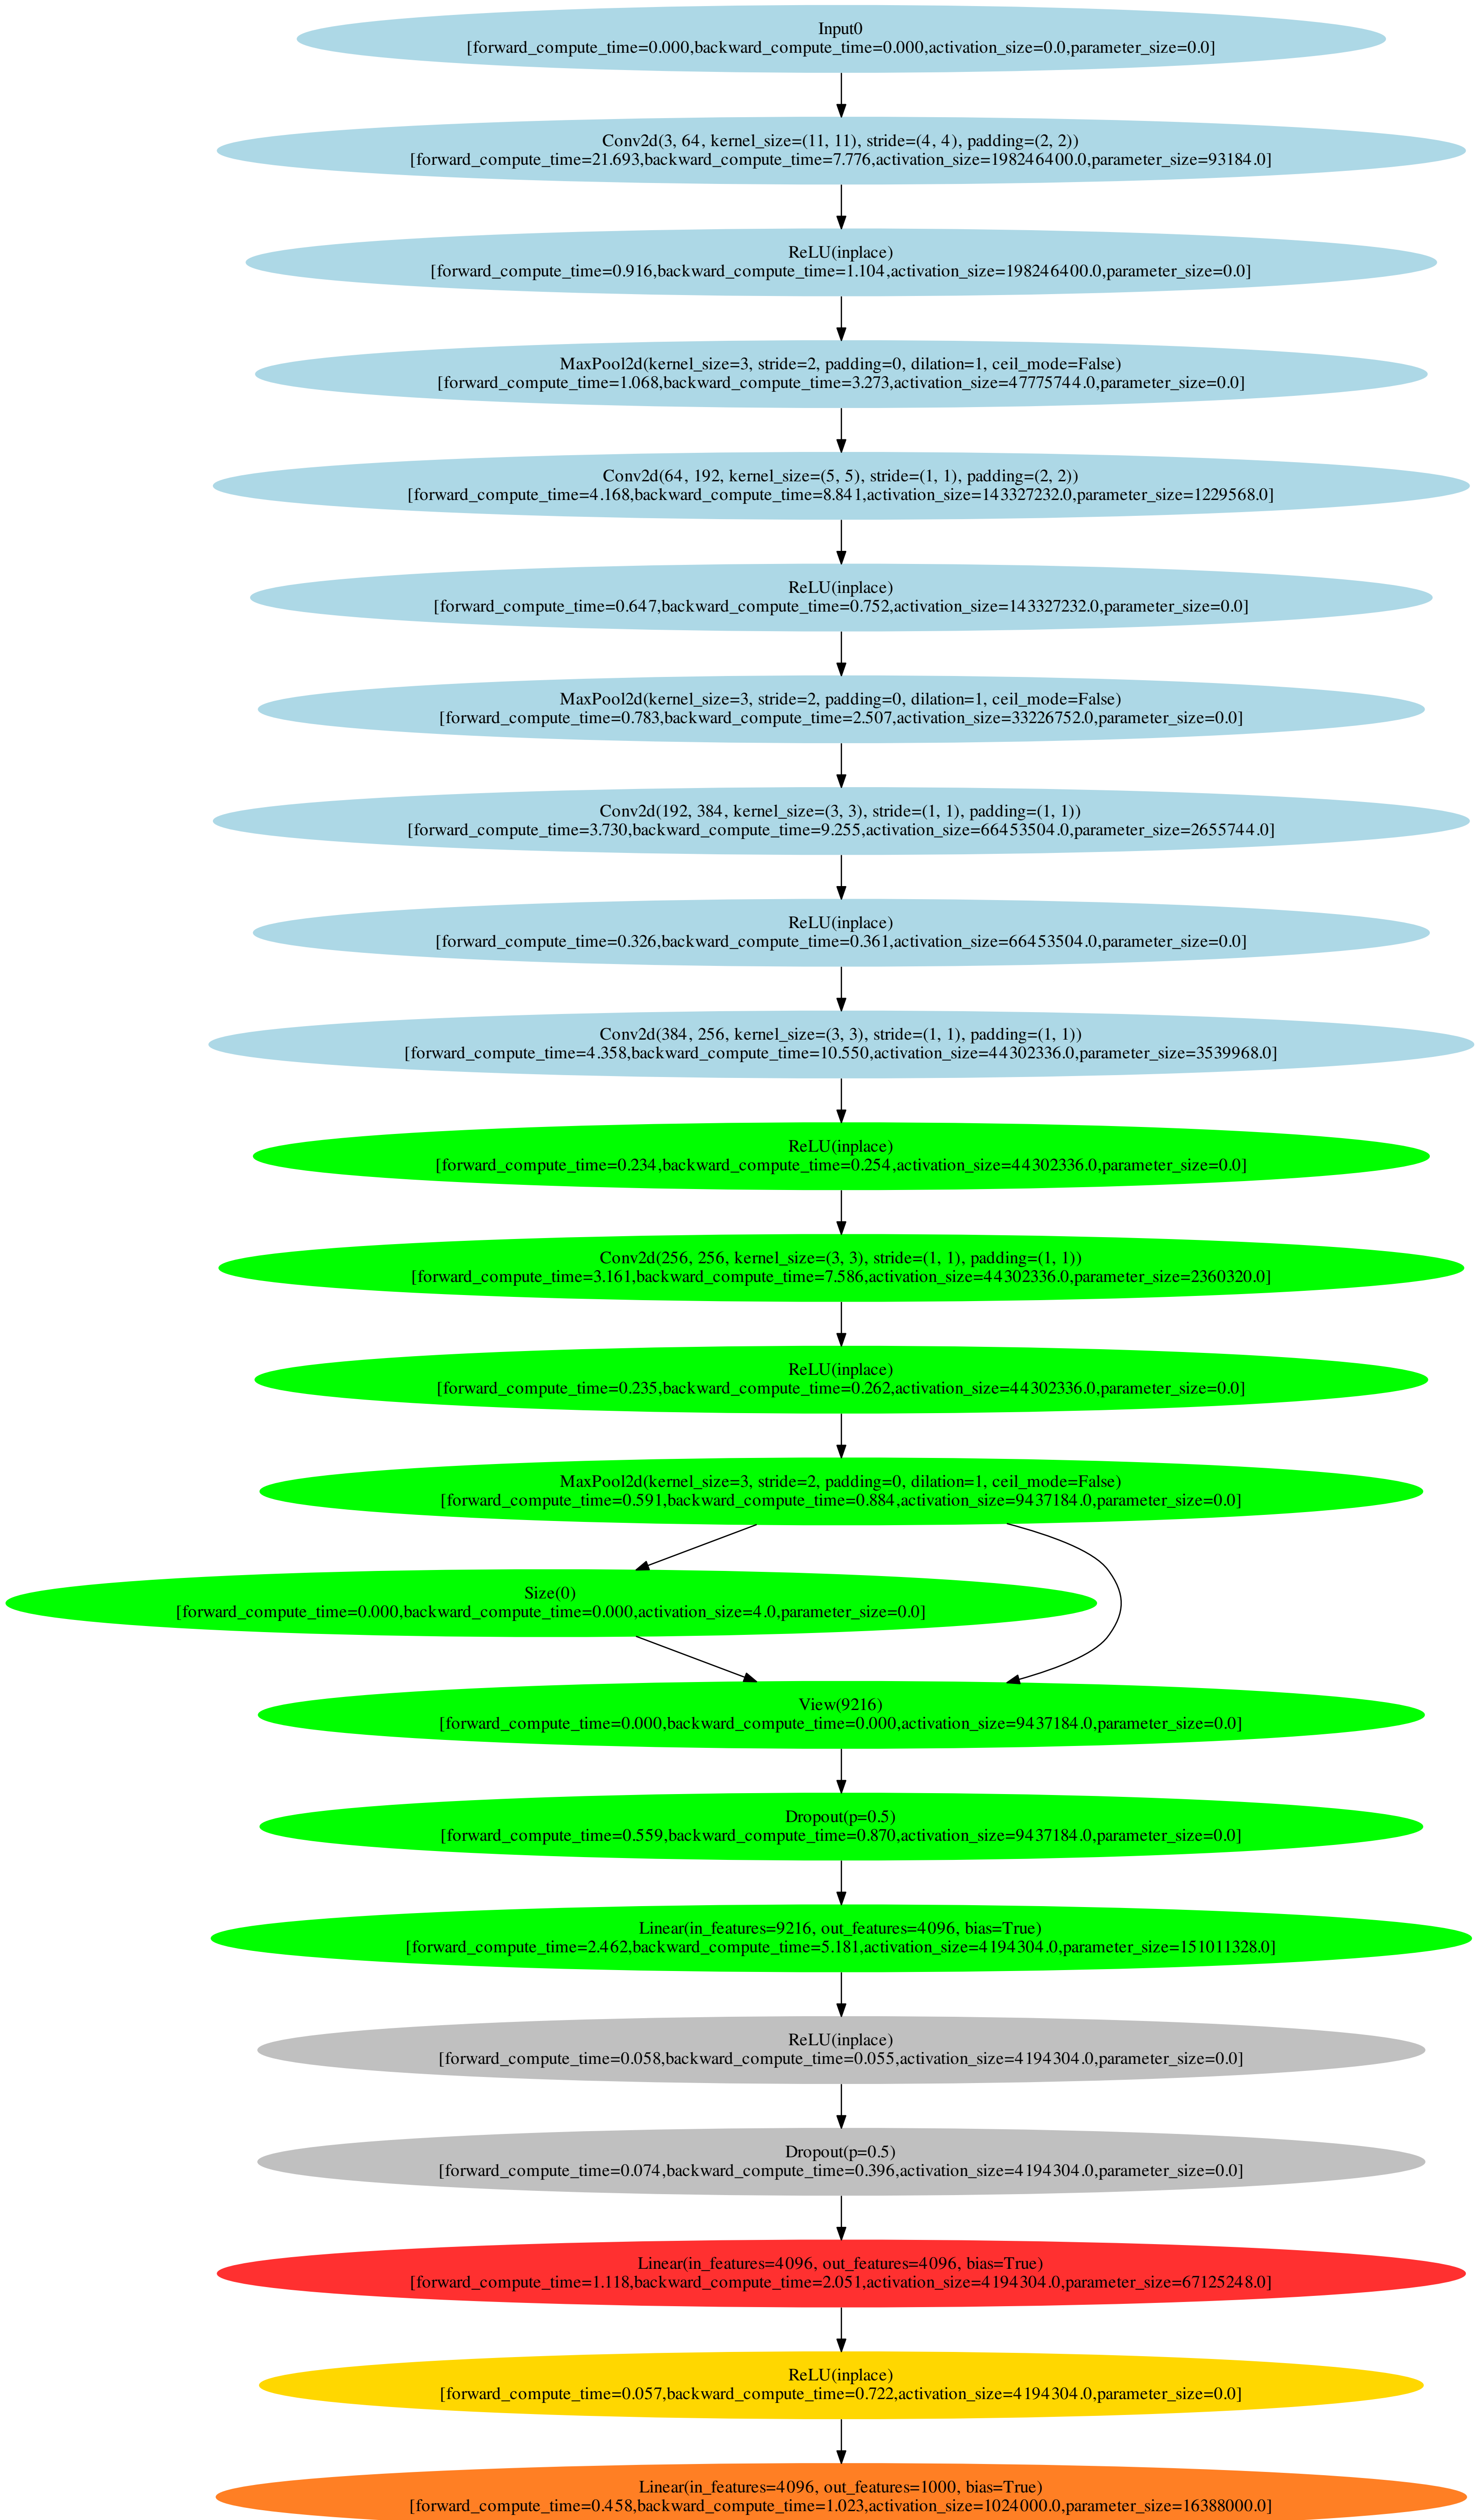 Input0
[forward_compute_time=0.000,backward_compute_time=0.000,activation_size=0.0,parameter_size=0.0]
Conv2d(3, 64, kernel_size=(11, 11), stride=(4, 4), padding=(2, 2))
[forward_compute_time=21.693,backward_compute_time=7.776,activation_size=198246400.0,parameter_size=93184.0]
ReLU(inplace)
[forward_compute_time=0.916,backward_compute_time=1.104,activation_size=198246400.0,parameter_size=0.0]
MaxPool2d(kernel_size=3, stride=2, padding=0, dilation=1, ceil_mode=False)
[forward_compute_time=1.068,backward_compute_time=3.273,activation_size=47775744.0,parameter_size=0.0]
Conv2d(64, 192, kernel_size=(5, 5), stride=(1, 1), padding=(2, 2))
[forward_compute_time=4.168,backward_compute_time=8.841,activation_size=143327232.0,parameter_size=1229568.0]
ReLU(inplace)
[forward_compute_time=0.647,backward_compute_time=0.752,activation_size=143327232.0,parameter_size=0.0]
MaxPool2d(kernel_size=3, stride=2, padding=0, dilation=1, ceil_mode=False)
[forward_compute_time=0.783,backward_compute_time=2.507,activation_size=33226752.0,parameter_size=0.0]
Conv2d(192, 384, kernel_size=(3, 3), stride=(1, 1), padding=(1, 1))
[forward_compute_time=3.730,backward_compute_time=9.255,activation_size=66453504.0,parameter_size=2655744.0]
ReLU(inplace)
[forward_compute_time=0.326,backward_compute_time=0.361,activation_size=66453504.0,parameter_size=0.0]
Conv2d(384, 256, kernel_size=(3, 3), stride=(1, 1), padding=(1, 1))
[forward_compute_time=4.358,backward_compute_time=10.550,activation_size=44302336.0,parameter_size=3539968.0]
ReLU(inplace)
[forward_compute_time=0.234,backward_compute_time=0.254,activation_size=44302336.0,parameter_size=0.0]
Conv2d(256, 256, kernel_size=(3, 3), stride=(1, 1), padding=(1, 1))
[forward_compute_time=3.161,backward_compute_time=7.586,activation_size=44302336.0,parameter_size=2360320.0]
ReLU(inplace)
[forward_compute_time=0.235,backward_compute_time=0.262,activation_size=44302336.0,parameter_size=0.0]
MaxPool2d(kernel_size=3, stride=2, padding=0, dilation=1, ceil_mode=False)
[forward_compute_time=0.591,backward_compute_time=0.884,activation_size=9437184.0,parameter_size=0.0]
Size(0)
[forward_compute_time=0.000,backward_compute_time=0.000,activation_size=4.0,parameter_size=0.0]
View(9216)
[forward_compute_time=0.000,backward_compute_time=0.000,activation_size=9437184.0,parameter_size=0.0]
Dropout(p=0.5)
[forward_compute_time=0.559,backward_compute_time=0.870,activation_size=9437184.0,parameter_size=0.0]
Linear(in_features=9216, out_features=4096, bias=True)
[forward_compute_time=2.462,backward_compute_time=5.181,activation_size=4194304.0,parameter_size=151011328.0]
ReLU(inplace)
[forward_compute_time=0.058,backward_compute_time=0.055,activation_size=4194304.0,parameter_size=0.0]
Dropout(p=0.5)
[forward_compute_time=0.074,backward_compute_time=0.396,activation_size=4194304.0,parameter_size=0.0]
Linear(in_features=4096, out_features=4096, bias=True)
[forward_compute_time=1.118,backward_compute_time=2.051,activation_size=4194304.0,parameter_size=67125248.0]
ReLU(inplace)
[forward_compute_time=0.057,backward_compute_time=0.722,activation_size=4194304.0,parameter_size=0.0]
Linear(in_features=4096, out_features=1000, bias=True)
[forward_compute_time=0.458,backward_compute_time=1.023,activation_size=1024000.0,parameter_size=16388000.0]